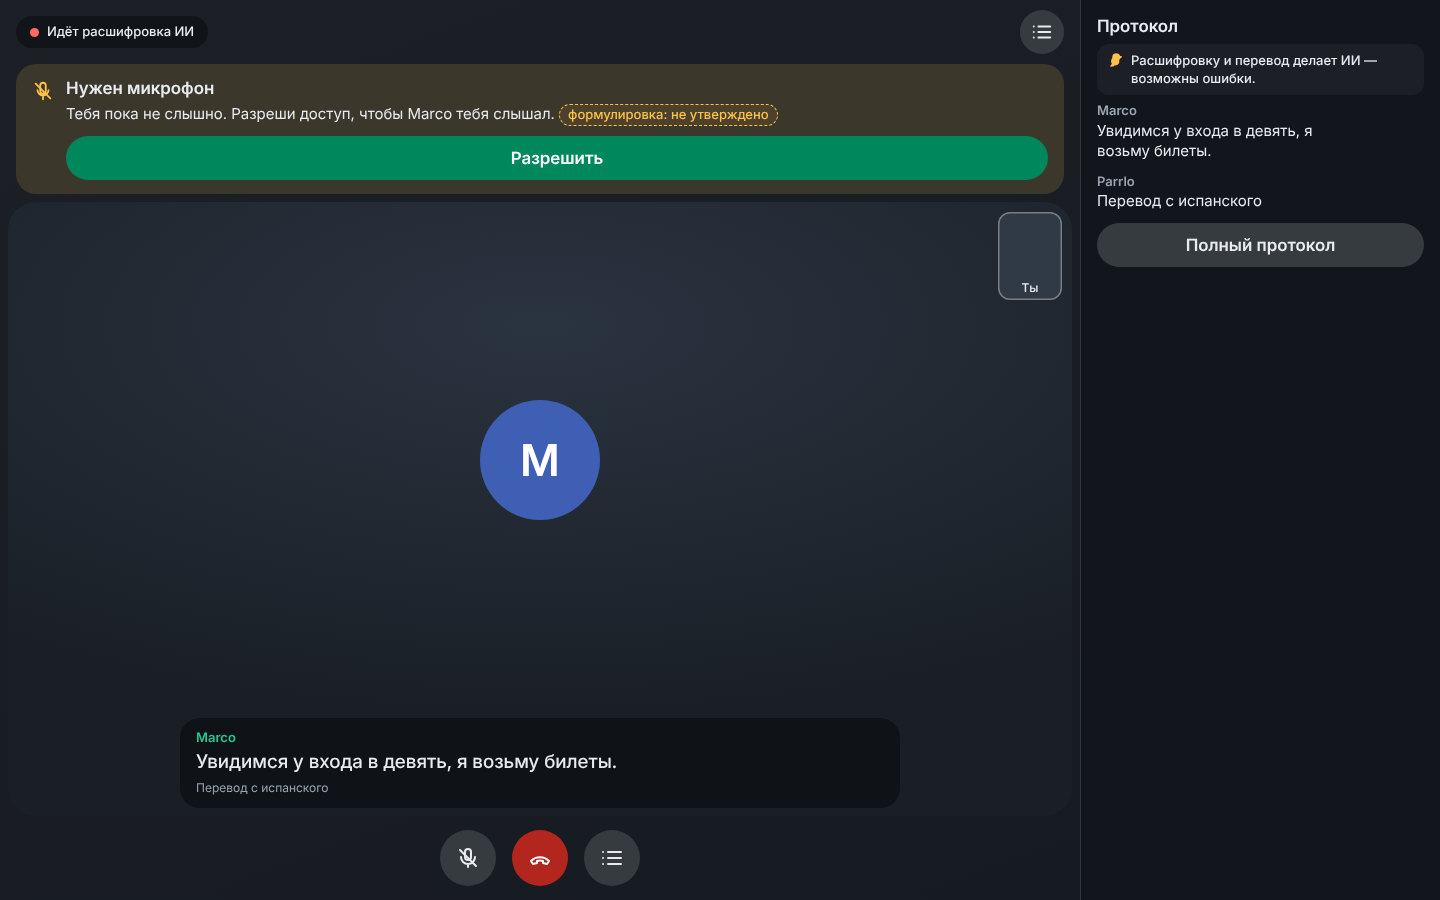 Идёт расшифровка ИИ
Нужен микрофон
Тебя пока не слышно. Разреши доступ, чтобы Marco тебя слышал. формулировка: не утверждено
Разрешить
Ты
M
Marco
Увидимся у входа в девять, я возьму билеты.
Перевод с испанского
Протокол
Расшифровку и перевод делает ИИ —
возможны ошибки.
Marco
Увидимся у входа в девять, я
возьму билеты.
Parrlo
Перевод с испанского
Полный протокол